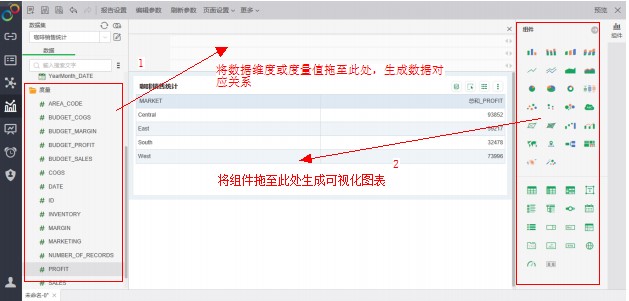 报告设置 编辑参数 刷新参数 页面设置 更多 预览
数据集
咖啡销售统计
数据
输入搜索文字
YearMonth_DATE
度量
AREA_CODE
BUDGET_COGS
BUDGET_MARGIN
BUDGET_PROFIT
BUDGET_SALES
COGS
DATE
ID
INVENTORY
MARGIN
MARKETING
NUMBER_OF_RECORDS
PROFIT
SALES
未命名-6*
1
将数据维度或度量值拖至此处，生成数据对
应关系
咖啡销售统计
MARKET 总和_PROFIT
Central 93852
East 59217
South 32478
West 73996
2
将组件拖至此处生成可视化图表
组件
组件